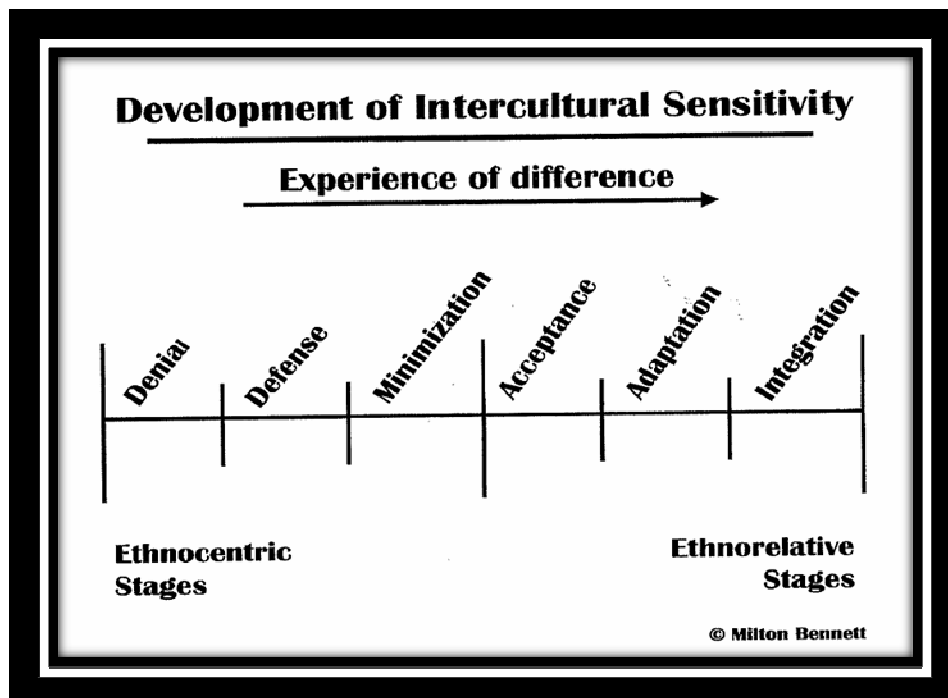 Development of Intercultural Sensitivity
Experience of difference
Denial
Defense
Minimization
Acceptance
Adaptation
Integration
Ethnocentric
Stages
Ethnorelative
Stages
© Milton Bennett